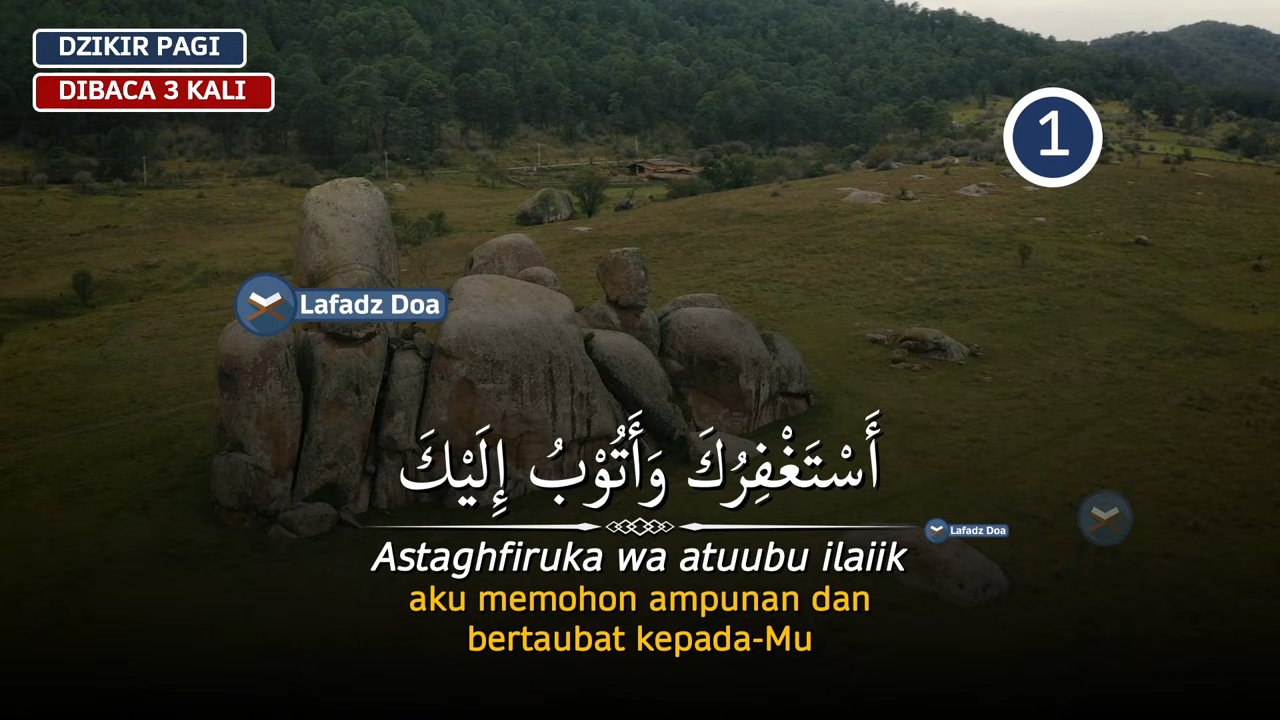 DZIKIR PAGI
DIBACA 3 KALI
1
Lafadz Doa
أَسْتَغْفِرُكَ وَأَتُوْبُ إِلَيْكَ
Lafadz Doa
Astaghfiruka wa atuubu ilaiik
aku memohon ampunan dan
bertaubat kepada-Mu